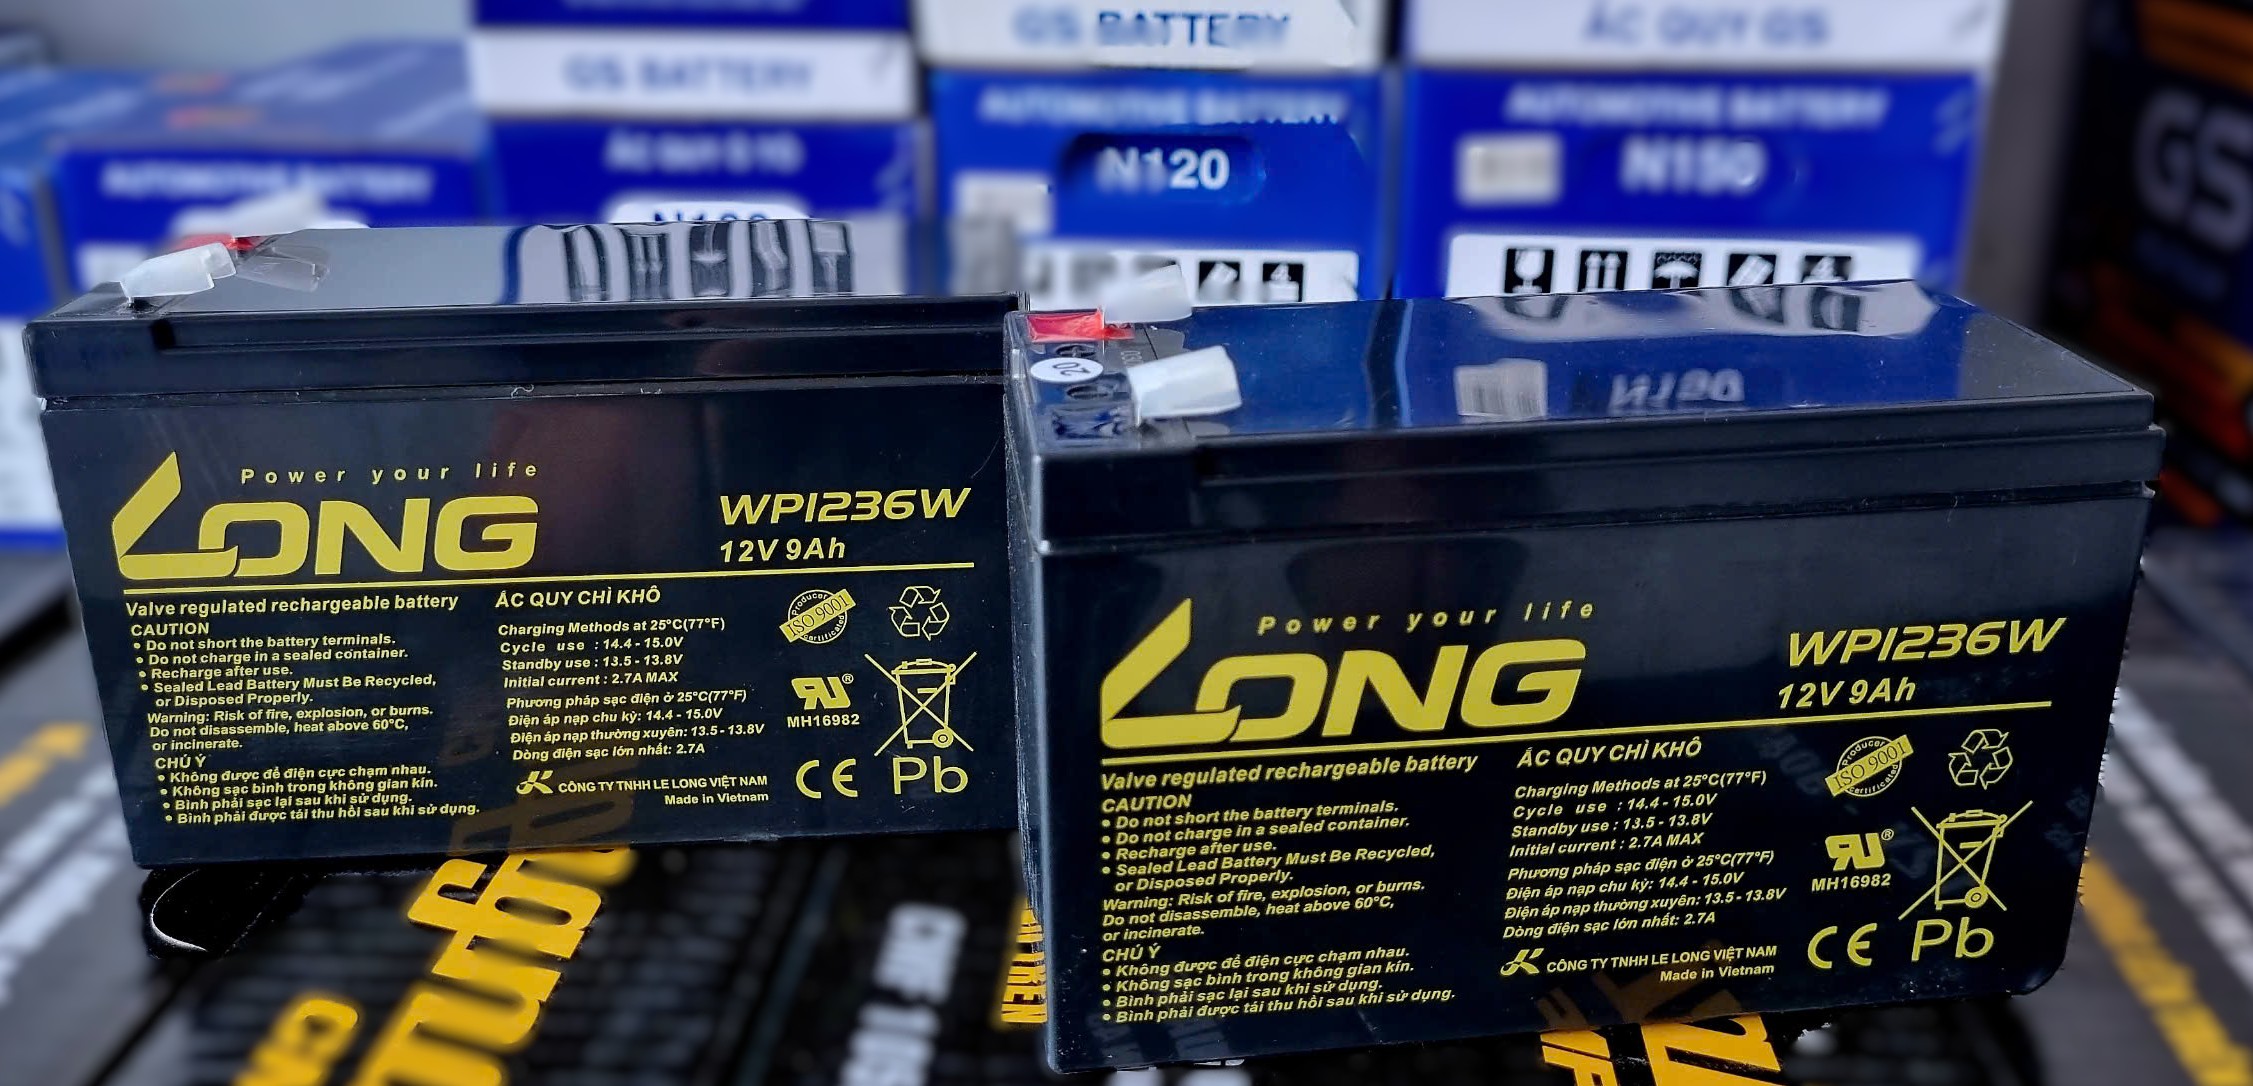 GS BATTERY
ẮC QUY GS
GS BATTERY
AUTOMOTIVE BATTERY
AUTOMOTIVE BATTERY
N120
N150
AUTOMOTIVE BATTERY
GS
Power your life
LONG
WP1236W
12V 9Ah
Valve regulated rechargeable battery
CAUTION
• Do not short the battery terminals.
• Do not charge in a sealed container.
• Recharge after use.
• Sealed Lead Battery Must Be Recycled,
or Disposed Properly.
Warning: Risk of fire, explosion, or burns.
Do not disassemble, heat above 60°C,
or incinerate.
CHÚ Ý
• Không được để điện cực chạm nhau.
• Không sạc bình trong không gian kín.
• Bình phải sạc lại sau khi sử dụng.
• Bình phải được tái thu hồi sau khi sử dụng.
ẮC QUY CHÌ KHÔ
Charging Methods at 25°C(77°F)
Cycle use : 14.4 - 15.0V
Standby use : 13.5 - 13.8V
Initial current : 2.7A MAX
Phương pháp sạc điện ở 25°C(77°F)
Điện áp nạp chu kỳ: 14.4 - 15.0V
Điện áp nạp thường xuyên: 13.5 - 13.8V
Dòng điện sạc lớn nhất: 2.7A
CÔNG TY TNHH LE LONG VIỆT NAM
Made in Vietnam
Producer
ISO 9001
certificated
MH16982
CE
Pb
20
Power your life
LONG
WP1236W
12V 9Ah
Valve regulated rechargeable battery
CAUTION
• Do not short the battery terminals.
• Do not charge in a sealed container.
• Recharge after use.
• Sealed Lead Battery Must Be Recycled,
or Disposed Properly.
Warning: Risk of fire, explosion, or burns.
Do not disassemble, heat above 60°C,
or incinerate.
CHÚ Ý
• Không được để điện cực chạm nhau.
• Không sạc bình trong không gian kín.
• Bình phải sạc lại sau khi sử dụng.
• Bình phải được tái thu hồi sau khi sử dụng.
ẮC QUY CHÌ KHÔ
Charging Methods at 25°C(77°F)
Cycle use : 14.4 - 15.0V
Standby use : 13.5 - 13.8V
Initial current : 2.7A MAX
Phương pháp sạc điện ở 25°C(77°F)
Điện áp nạp chu kỳ: 14.4 - 15.0V
Điện áp nạp thường xuyên: 13.5 - 13.8V
Dòng điện sạc lớn nhất: 2.7A
CÔNG TY TNHH LE LONG VIỆT NAM
Made in Vietnam
Producer
ISO 9001
certificated
MH16982
CE
Pb